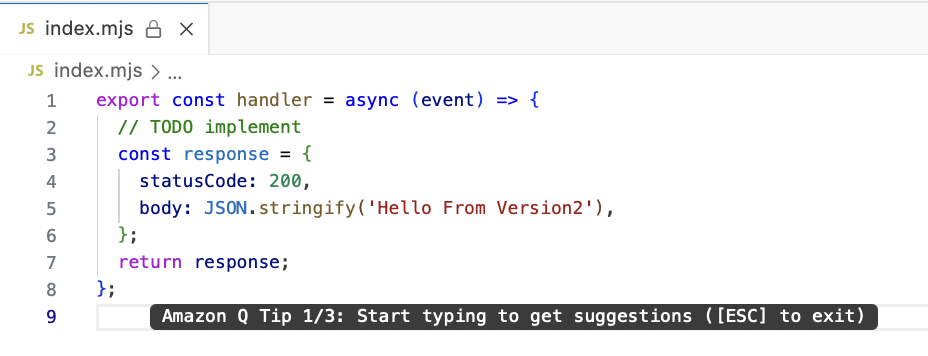 JS index.mjs
JS index.mjs > ...
1 export const handler = async (event) => {
2 // TODO implement
3 const response = {
4 statusCode: 200,
5 body: JSON.stringify('Hello From Version2'),
6 };
7 return response;
8 };
9 Amazon Q Tip 1/3: Start typing to get suggestions ([ESC] to exit)